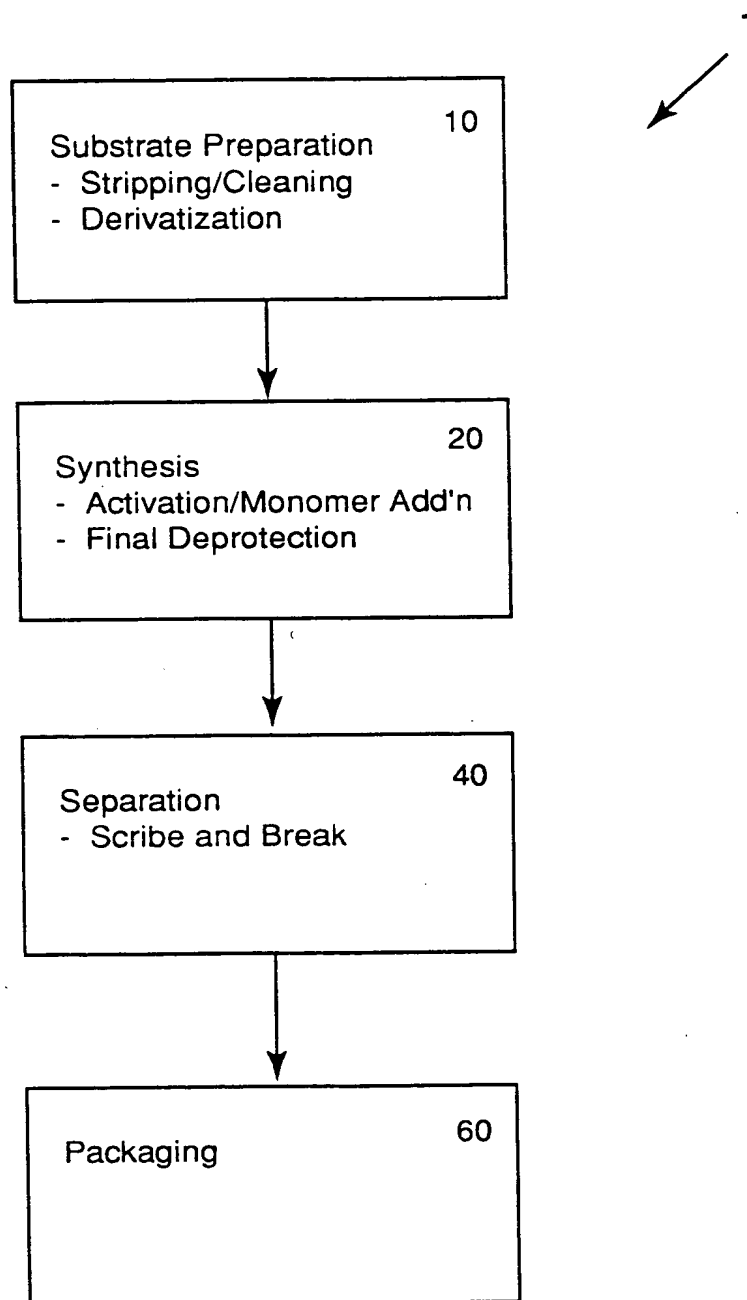 10
Substrate Preparation
- Stripping/Cleaning
- Derivatization
20
Synthesis
- Activation/Monomer Add'n
- Final Deprotection
40
Separation
- Scribe and Break
60
Packaging